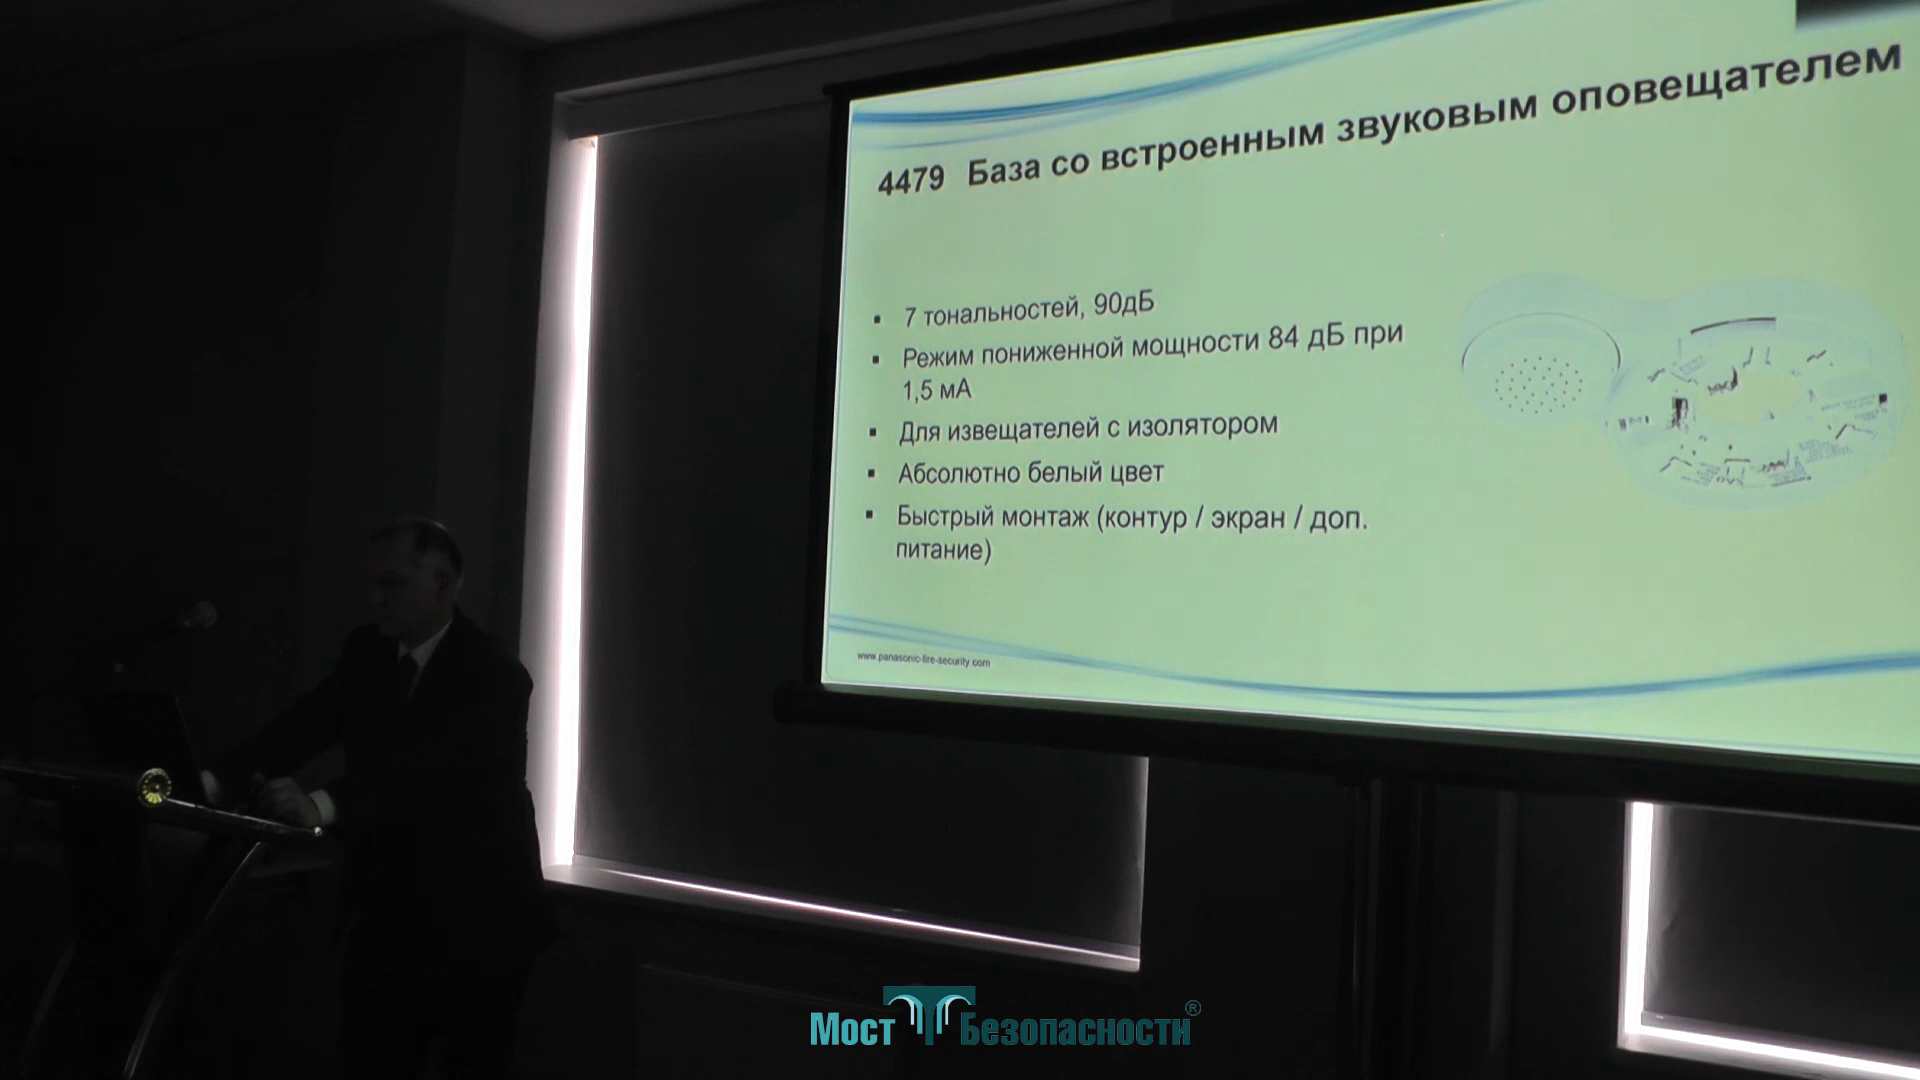 4479 База со встроенным звуковым оповещателем
▪ 7 тональностей, 90дБ
▪ Режим пониженной мощности 84 дБ при
1,5 мА
▪ Для извещателей с изолятором
▪ Абсолютно белый цвет
▪ Быстрый монтаж (контур / экран / доп.
питание)
www.panasonic-fire-security.com
Мост Безопасности ®